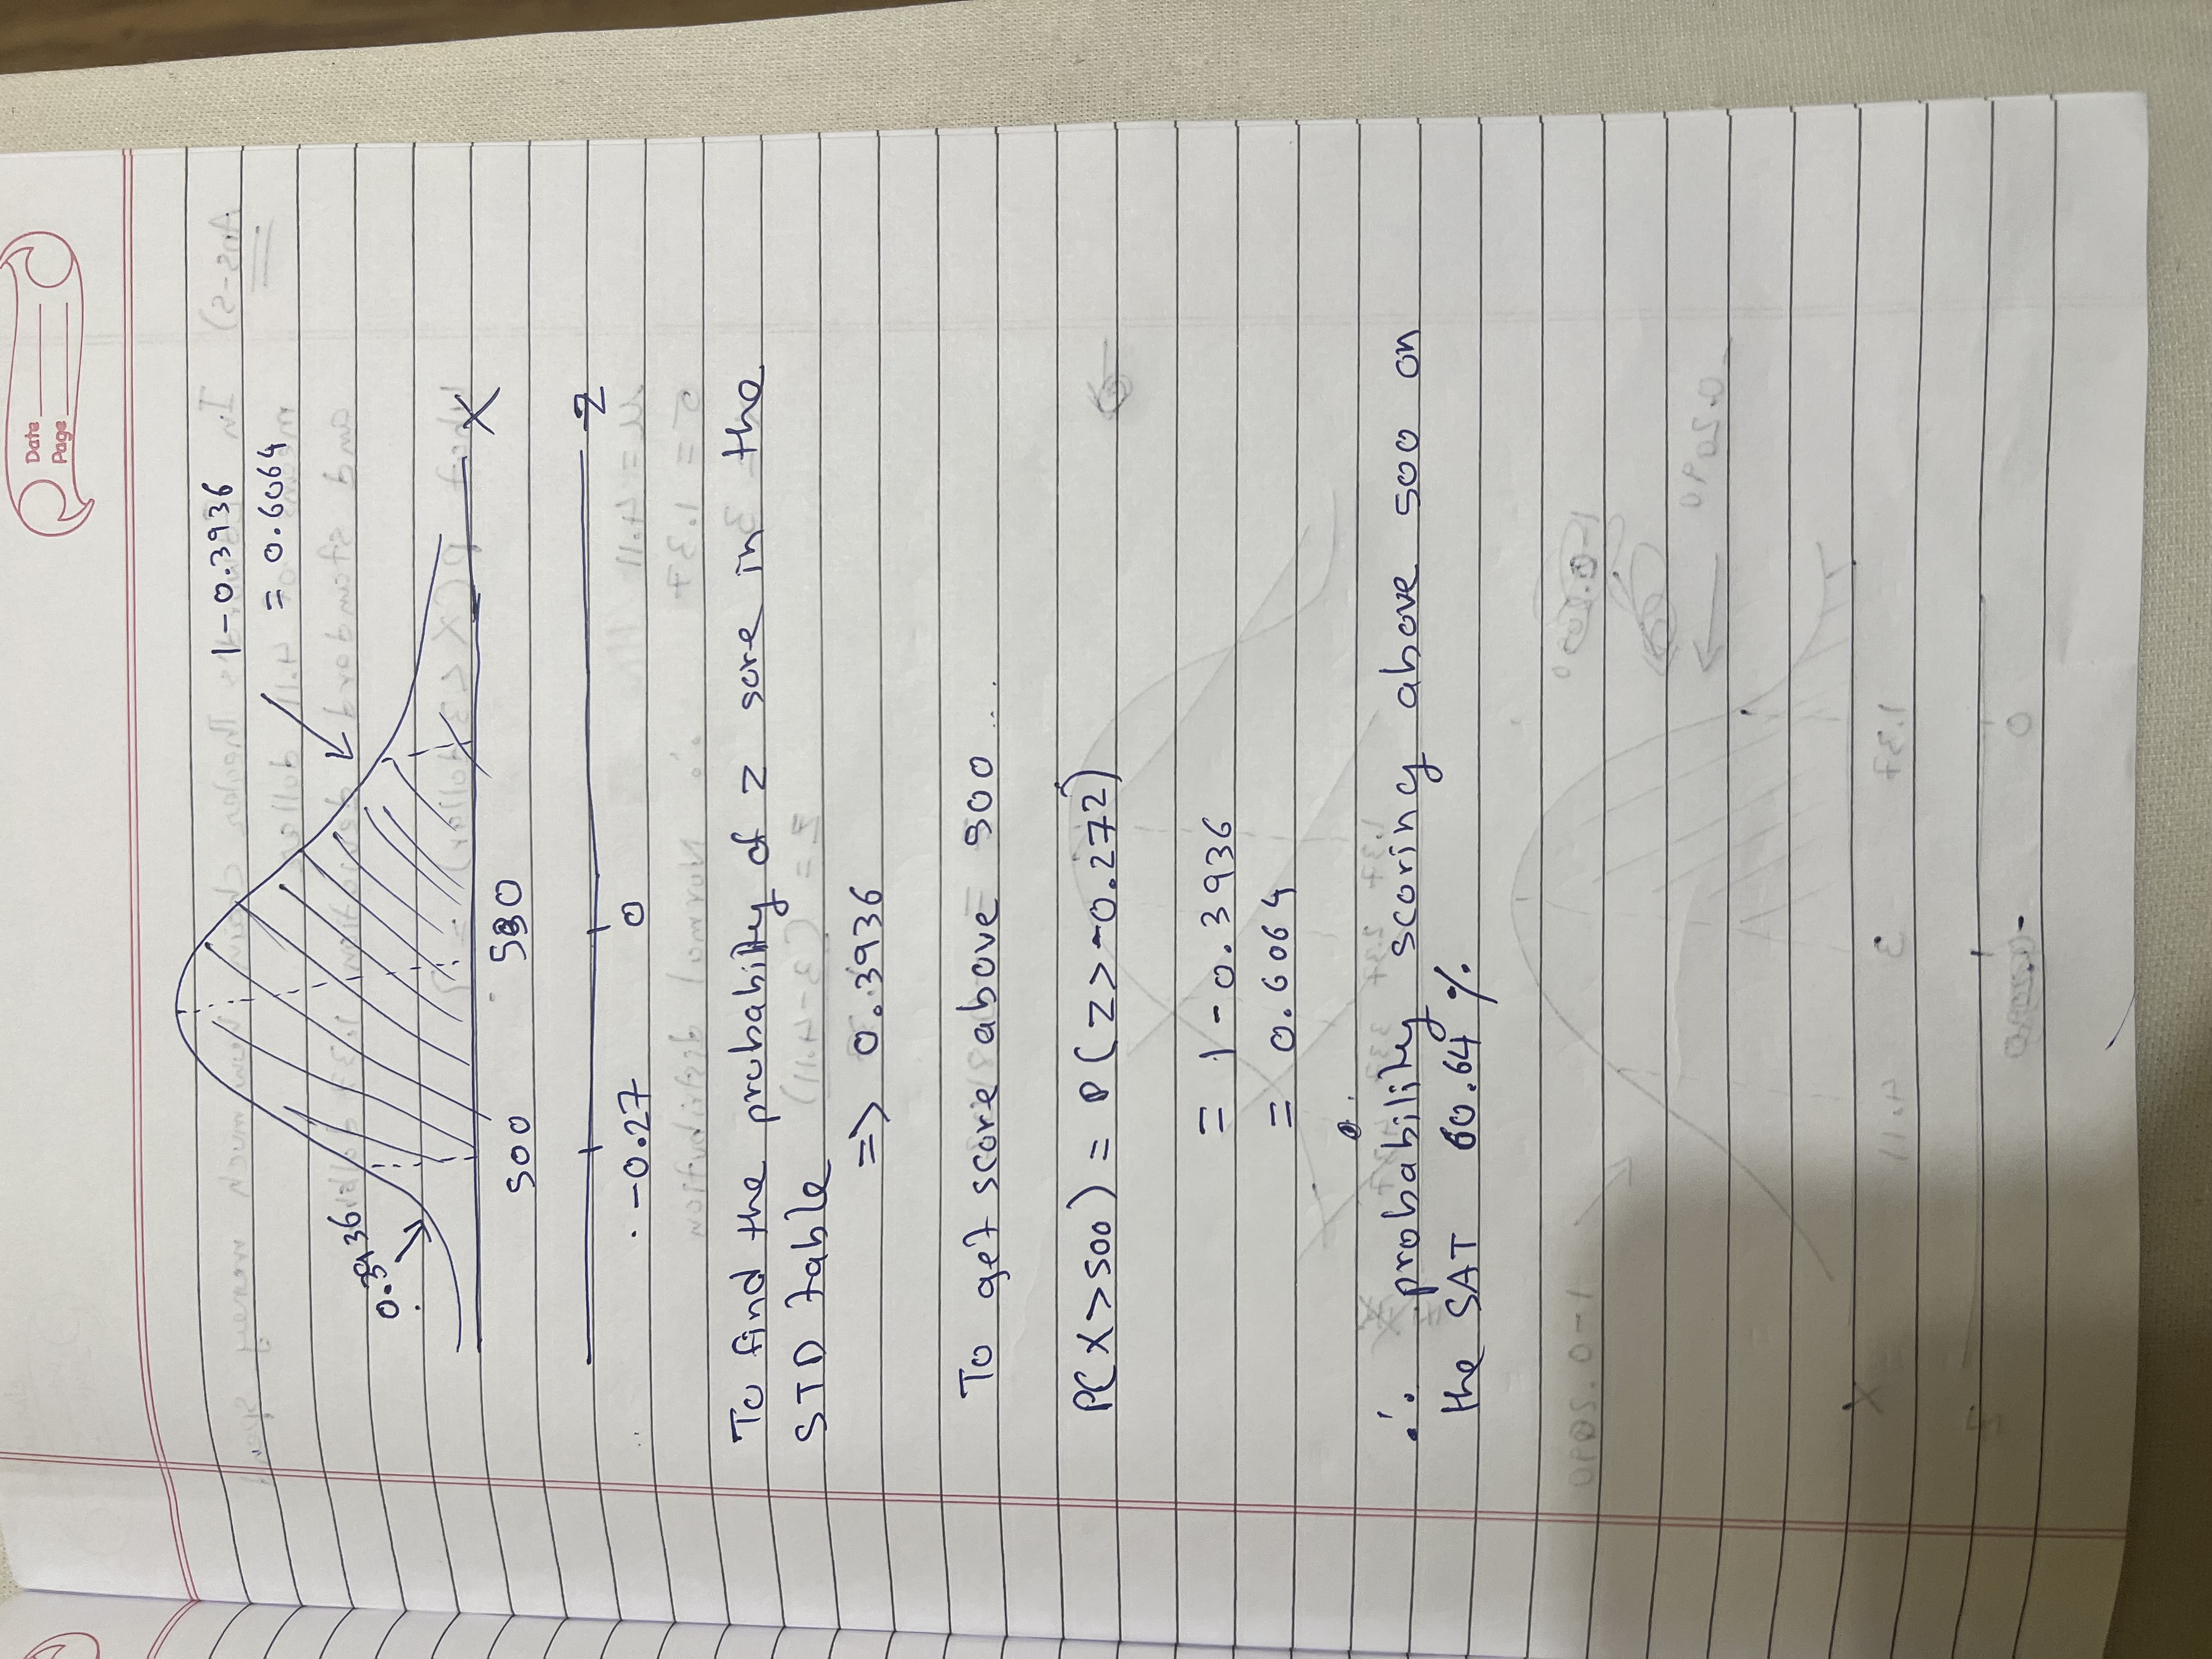 Date
Page
1-0.3936
= 0.6064
0.3936
X
500 530
Z
-0.27 0
To find the probability of z sore in the
STD table
=> 0.3936
To get score above 500 ...
P(X>500) = P(Z>-0.272)
= 1-0.3936
= 0.6064
∴ probability scoring above 500 on
the SAT 60.64 %.